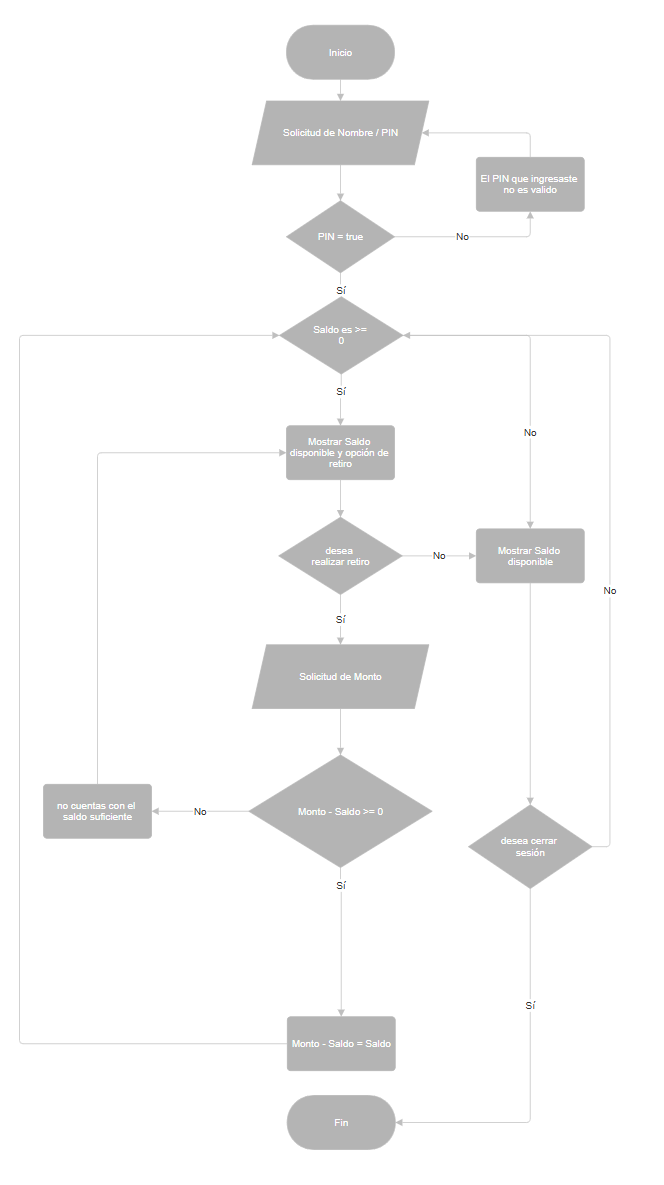 Inicio
Solicitud de Nombre / PIN
El PIN que ingresaste
no es valido
PIN = true
No
Sí
Saldo es >=
0
Sí
No
Mostrar Saldo
disponible y opción de
retiro
desea
realizar retiro
No
Mostrar Saldo
disponible
No
Sí
Solicitud de Monto
no cuentas con el
saldo suficiente
No
Monto - Saldo >= 0
desea cerrar
sesión
Sí
Sí
Monto - Saldo = Saldo
Fin